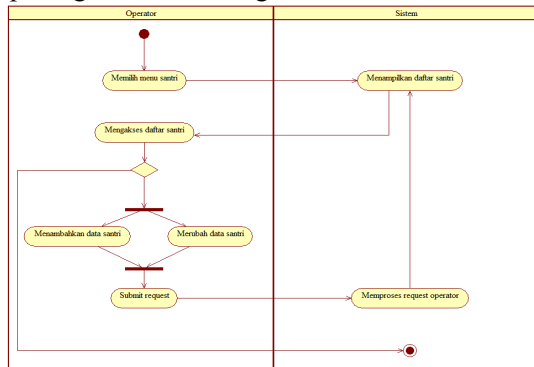 Operator
Sistem
Memilih menu santri
Menampilkan daftar santri
Mengakses daftar santri
Menambahkan data santri
Merubah data santri
Submit request
Memproses request operator